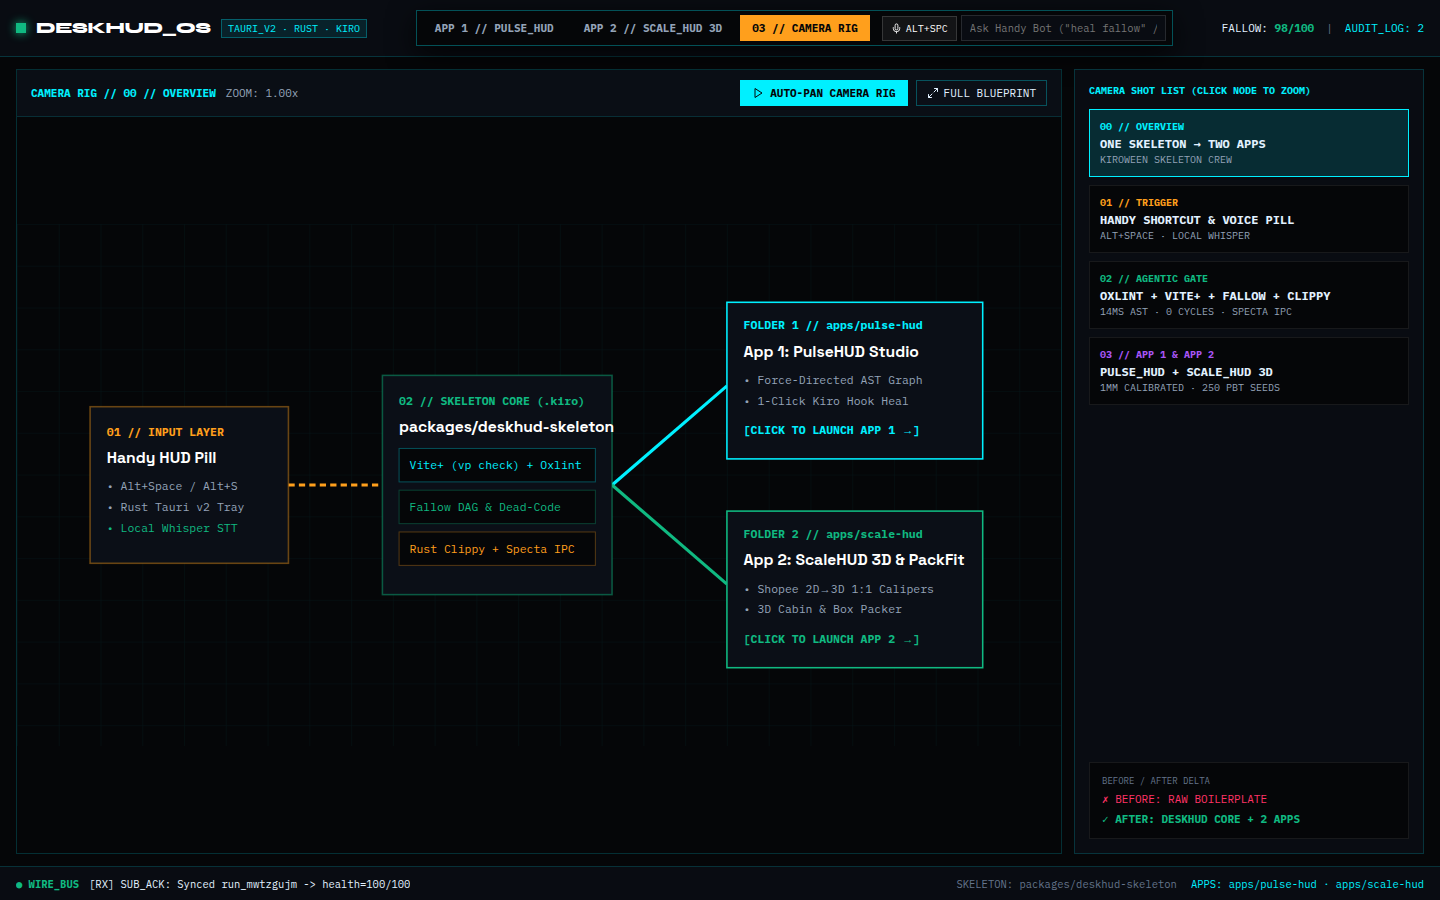 DESKHUD_OS
TAURI_V2 · RUST · KIRO
APP 1 // PULSE_HUD
APP 2 // SCALE_HUD 3D
03 // CAMERA RIG
ALT+SPC
Ask Handy Bot ("heal fallow" /
FALLOW: 98/100 | AUDIT_LOG: 2
CAMERA RIG // 00 // OVERVIEW ZOOM: 1.00x
AUTO-PAN CAMERA RIG
FULL BLUEPRINT
01 // INPUT LAYER
Handy HUD Pill
• Alt+Space / Alt+S
• Rust Tauri v2 Tray
• Local Whisper STT
02 // SKELETON CORE (.kiro)
packages/deskhud-skeleton
Vite+ (vp check) + Oxlint
Fallow DAG & Dead-Code
Rust Clippy + Specta IPC
FOLDER 1 // apps/pulse-hud
App 1: PulseHUD Studio
• Force-Directed AST Graph
• 1-Click Kiro Hook Heal
[CLICK TO LAUNCH APP 1 →]
FOLDER 2 // apps/scale-hud
App 2: ScaleHUD 3D & PackFit
• Shopee 2D→3D 1:1 Calipers
• 3D Cabin & Box Packer
[CLICK TO LAUNCH APP 2 →]
CAMERA SHOT LIST (CLICK NODE TO ZOOM)
00 // OVERVIEW
ONE SKELETON → TWO APPS
KIROWEEN SKELETON CREW
01 // TRIGGER
HANDY SHORTCUT & VOICE PILL
ALT+SPACE · LOCAL WHISPER
02 // AGENTIC GATE
OXLINT + VITE+ + FALLOW + CLIPPY
14MS AST · 0 CYCLES · SPECTA IPC
03 // APP 1 & APP 2
PULSE_HUD + SCALE_HUD 3D
1MM CALIBRATED · 250 PBT SEEDS
BEFORE / AFTER DELTA
✗ BEFORE: RAW BOILERPLATE
✓ AFTER: DESKHUD CORE + 2 APPS
● WIRE_BUS [RX] SUB_ACK: Synced run_mwtzgujm -> health=100/100
SKELETON: packages/deskhud-skeleton APPS: apps/pulse-hud · apps/scale-hud